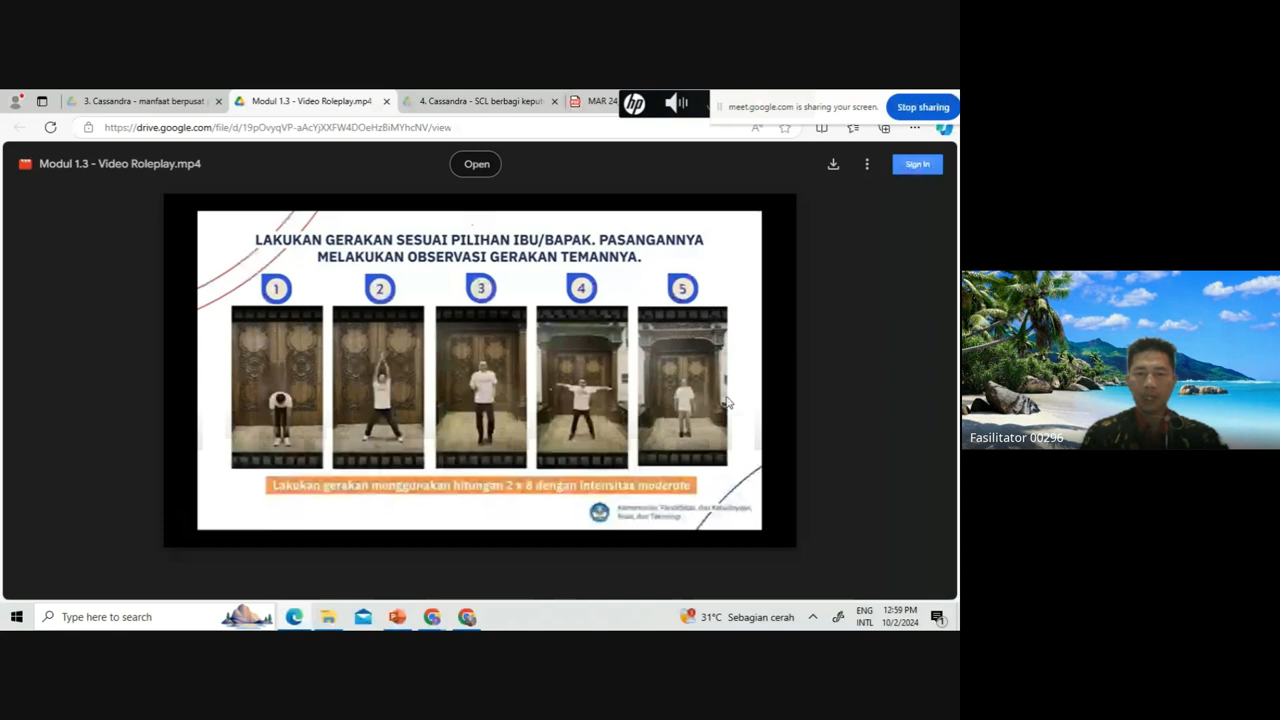 3. Cassandra - manfaat berpusat
Modul 1.3 - Video Roleplay.mp4
4. Cassandra - SCL berbagi keput
MAR 24
hp
meet.google.com is sharing your screen.
Stop sharing
https://drive.google.com/file/d/19pOvyqVP-aAcYjXXFW4DOeHzBiMYhcNV/view
Modul 1.3 - Video Roleplay.mp4
Open
Sign in
LAKUKAN GERAKAN SESUAI PILIHAN IBU/BAPAK. PASANGANNYA
MELAKUKAN OBSERVASI GERAKAN TEMANNYA.
1 2 3 4 5
Lakukan gerakan menggunakan hitungan 2 x 8 dengan intensitas moderate
Fasilitator 00296
Type here to search
31°C Sebagian cerah
ENG
INTL
12:59 PM
10/2/2024